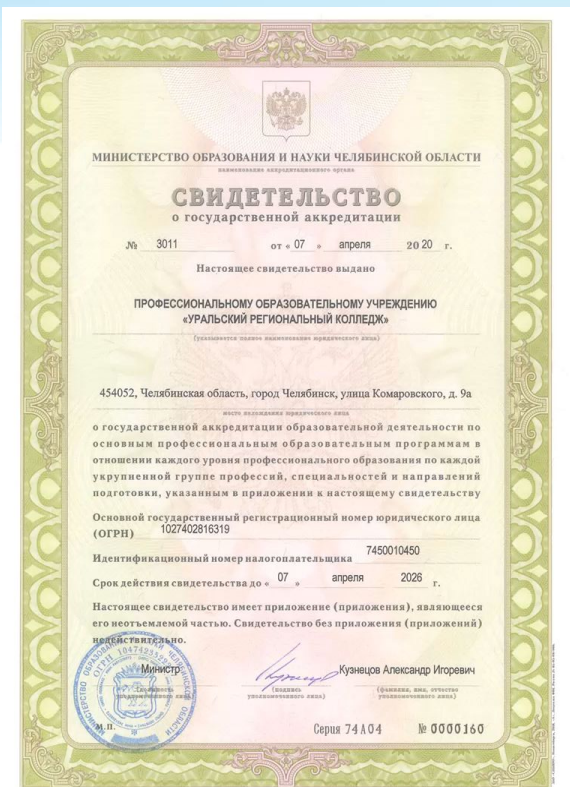 МИНИСТЕРСТВО ОБРАЗОВАНИЯ И НАУКИ ЧЕЛЯБИНСКОЙ ОБЛАСТИ
наименование аккредитационного органа
СВИДЕТЕЛЬСТВО
о государственной аккредитации
№ 3011 от « 07 » апреля 20 20 г.
Настоящее свидетельство выдано
ПРОФЕССИОНАЛЬНОМУ ОБРАЗОВАТЕЛЬНОМУ УЧРЕЖДЕНИЮ
«УРАЛЬСКИЙ РЕГИОНАЛЬНЫЙ КОЛЛЕДЖ»
(указывается полное наименование юридического лица)
454052, Челябинская область, город Челябинск, улица Комаровского, д. 9а
место нахождения юридического лица
о государственной аккредитации образовательной деятельности по
основным профессиональным образовательным программам в
отношении каждого уровня профессионального образования по каждой
укрупненной группе профессий, специальностей и направлений
подготовки, указанным в приложении к настоящему свидетельству
Основной государственный регистрационный номер юридического лица
(ОГРН) 1027402816319
Идентификационный номер налогоплательщика 7450010450
Срок действия свидетельства до « 07 » апреля 2026 г.
Настоящее свидетельство имеет приложение (приложения), являющееся
его неотъемлемой частью. Свидетельство без приложения (приложений)
недействительно.
Министр Кузнецов Александр Игоревич
(должность (подпись (фамилия, имя, отчество
уполномоченного лица) уполномоченного лица) уполномоченного лица)
М.П. Серия 74А04 № 0000160